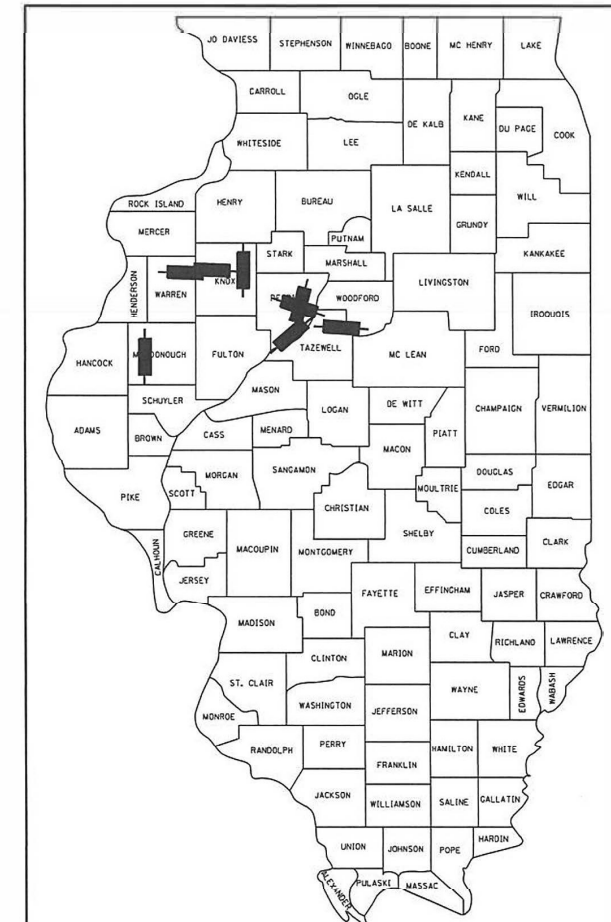 JO DAVIESS
STEPHENSON
WINNEBAGO
BOONE
MC HENRY
LAKE
CARROLL
OGLE
DE KALB
KANE
DU PAGE
COOK
WHITESIDE
LEE
KENDALL
WILL
ROCK ISLAND
HENRY
BUREAU
LA SALLE
GRUNDY
MERCER
PUTNAM
KANKAKEE
HENDERSON
WARREN
KNOX
STARK
MARSHALL
LIVINGSTON
WOODFORD
IROQUOIS
HANCOCK
FULTON
TAZEWELL
MC LEAN
FORD
SCHUYLER
MASON
ADAMS
BROWN
CASS
MENARD
LOGAN
DE WITT
PIATT
CHAMPAIGN
VERMILION
MACON
PIKE
SCOTT
MORGAN
SANGAMON
CHRISTIAN
MOULTRIE
DOUGLAS
EDGAR
COLES
CALHOUN
GREENE
MACOUPIN
MONTGOMERY
SHELBY
CUMBERLAND
CLARK
JERSEY
FAYETTE
EFFINGHAM
JASPER
CRAWFORD
MADISON
BOND
CLAY
RICHLAND
LAWRENCE
CLINTON
MARION
ST. CLAIR
WAYNE
EDWARDS
WABASH
MONROE
WASHINGTON
JEFFERSON
RANDOLPH
PERRY
HAMILTON
WHITE
FRANKLIN
JACKSON
WILLIAMSON
SALINE
GALLATIN
UNION
JOHNSON
POPE
HARDIN
ALEXANDER
PULASKI
MASSAC